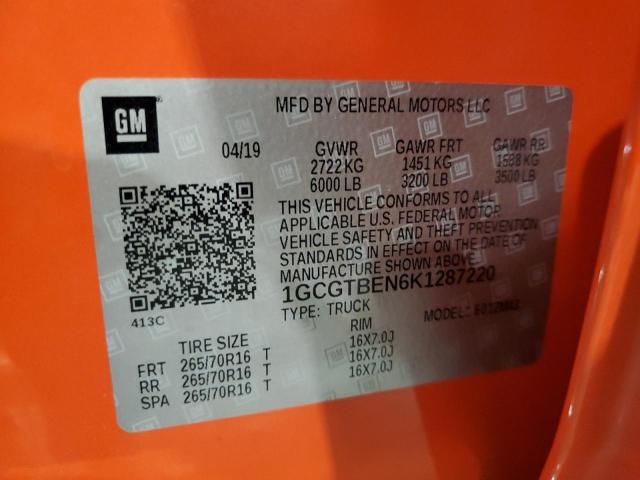 GM
MFD BY GENERAL MOTORS LLC
04/19 GVWR GAWR FRT GAWR RR
2722 KG 1451 KG 1588 KG
6000 LB 3200 LB 3500 LB
THIS VEHICLE CONFORMS TO ALL
APPLICABLE U.S. FEDERAL MOTOR
VEHICLE SAFETY AND THEFT PREVENTION
STANDARDS IN EFFECT ON THE DATE OF
MANUFACTURE SHOWN ABOVE.
1GCGTBEN6K1287220
413C
TYPE: TRUCK MODEL:
TIRE SIZE RIM
FRT 265/70R16 T 16X7.0J
RR 265/70R16 T 16X7.0J
SPA 265/70R16 T 16X7.0J